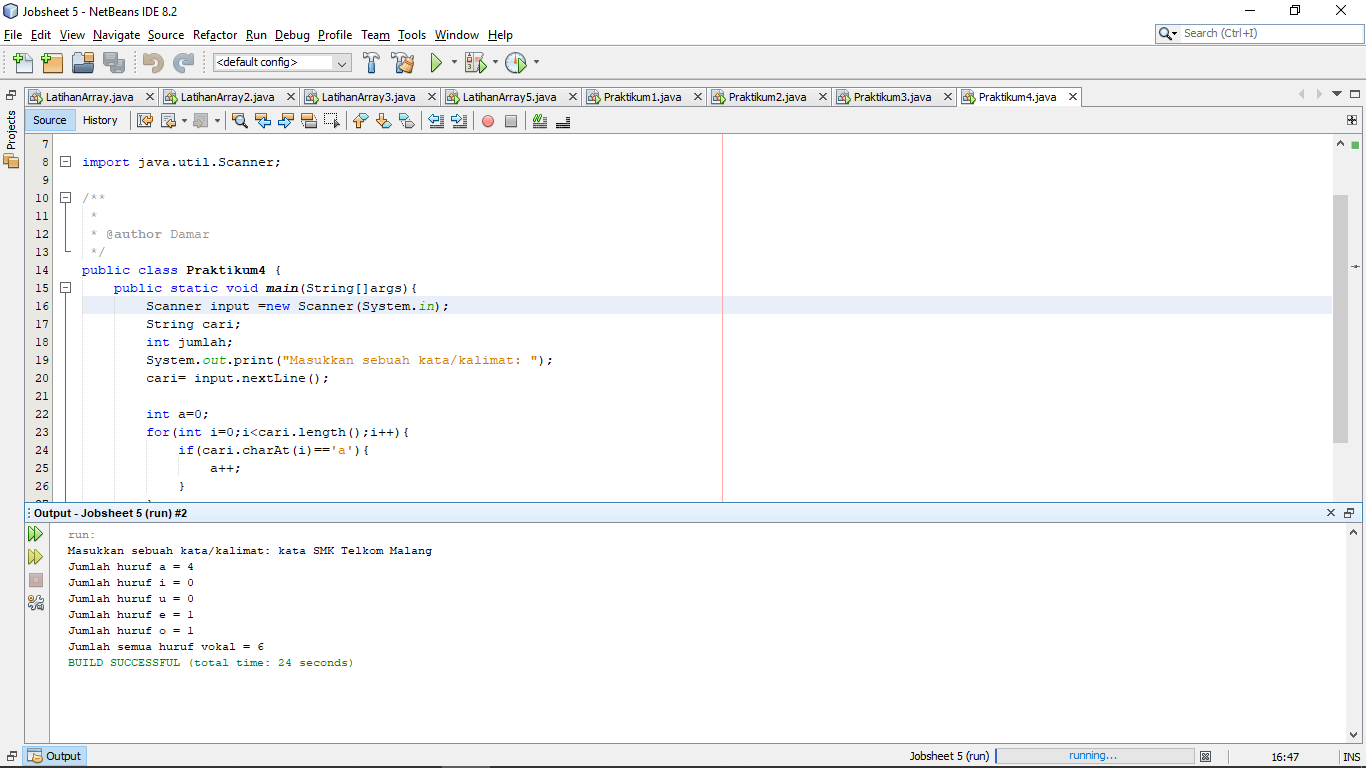 Jobsheet 5 - NetBeans IDE 8.2
File Edit View Navigate Source Refactor Run Debug Profile Team Tools Window Help
Search (Ctrl+I)
<default config>
LatihanArray.java LatihanArray2.java LatihanArray3.java LatihanArray5.java Praktikum1.java Praktikum2.java Praktikum3.java Praktikum4.java
Projects
Source History
7
8 import java.util.Scanner;
9
10 /**
11 *
12 * @author Damar
13 */
14 public class Praktikum4 {
15 public static void main(String[]args){
16 Scanner input =new Scanner(System.in);
17 String cari;
18 int jumlah;
19 System.out.print("Masukkan sebuah kata/kalimat: ");
20 cari= input.nextLine();
21
22 int a=0;
23 for(int i=0;i<cari.length();i++){
24 if(cari.charAt(i)=='a'){
25 a++;
26 }
Output - Jobsheet 5 (run) #2
run:
Masukkan sebuah kata/kalimat: kata SMK Telkom Malang
Jumlah huruf a = 4
Jumlah huruf i = 0
Jumlah huruf u = 0
Jumlah huruf e = 1
Jumlah huruf o = 1
Jumlah semua huruf vokal = 6
BUILD SUCCESSFUL (total time: 24 seconds)
Output
Jobsheet 5 (run) running... 16:47 INS